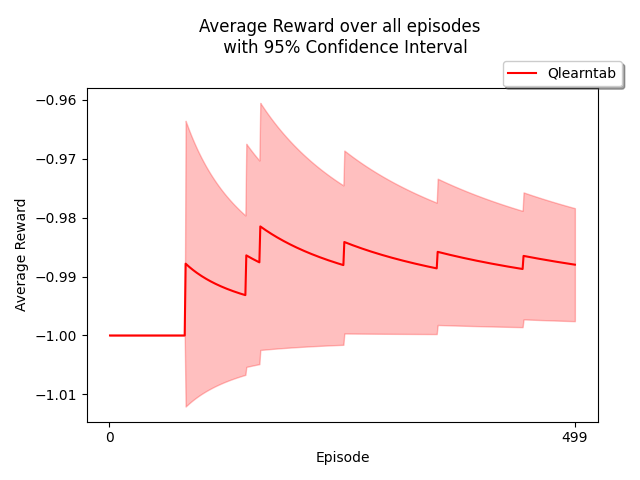 Average Reward over all episodes
with 95% Confidence Interval
Qlearntab
−0.96
−0.97
−0.98
−0.99
−1.00
−1.01
Average Reward
0
499
Episode